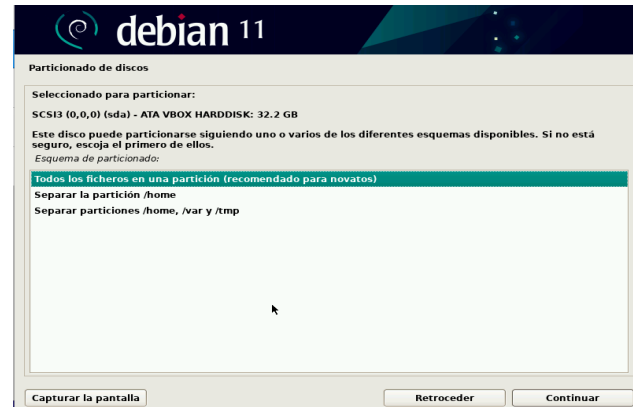 debian 11
Particionado de discos
Seleccionado para particionar:
SCSI3 (0,0,0) (sda) - ATA VBOX HARDDISK: 32.2 GB
Este disco puede particionarse siguiendo uno o varios de los diferentes esquemas disponibles. Si no está
seguro, escoja el primero de ellos.
Esquema de particionado:
Todos los ficheros en una partición (recomendado para novatos)
Separar la partición /home
Separar particiones /home, /var y /tmp
Capturar la pantalla
Retroceder
Continuar